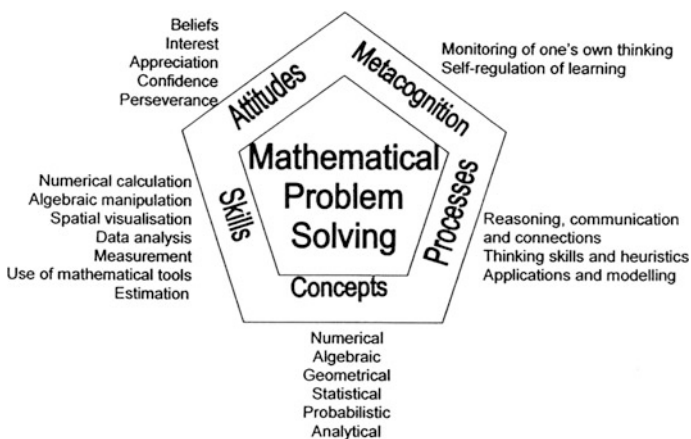 Beliefs
Interest
Appreciation
Confidence
Perseverance
Attitudes
Metacognition
Monitoring of one's own thinking
Self-regulation of learning
Mathematical
Problem
Solving
Skills
Numerical calculation
Algebraic manipulation
Spatial visualisation
Data analysis
Measurement
Use of mathematical tools
Estimation
Processes
Reasoning, communication
and connections
Thinking skills and heuristics
Applications and modelling
Concepts
Numerical
Algebraic
Geometrical
Statistical
Probabilistic
Analytical